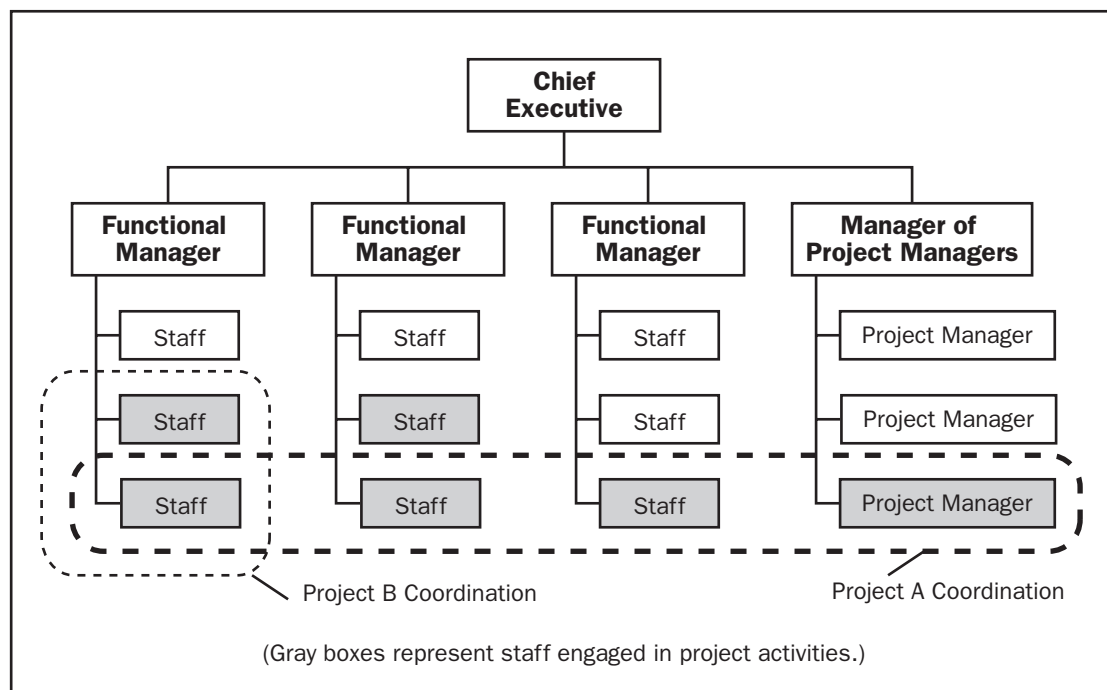 Chief
Executive
Functional
Manager
Functional
Manager
Functional
Manager
Manager of
Project Managers
Staff
Staff
Staff
Project Manager
Staff
Staff
Staff
Project Manager
Staff
Staff
Staff
Project Manager
Project B Coordination
Project A Coordination
(Gray boxes represent staff engaged in project activities.)